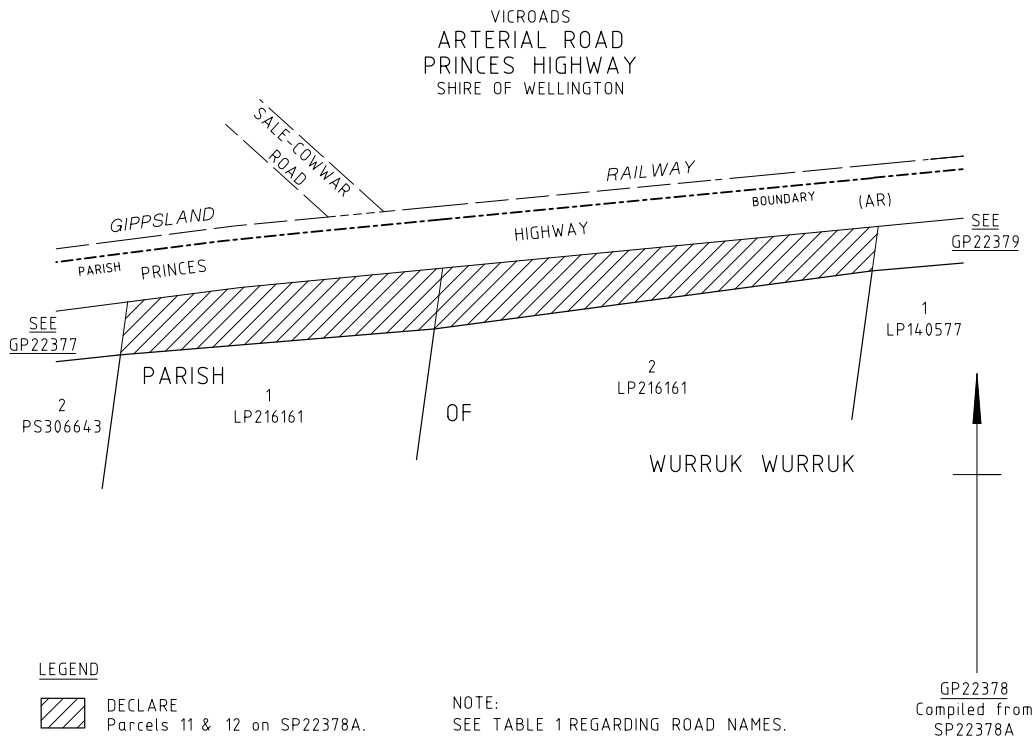 VICROADS
ARTERIAL ROAD
PRINCES HIGHWAY
SHIRE OF WELLINGTON
SALE-COWWAR
ROAD
RAILWAY
GIPPSLAND
BOUNDARY
(AR)
HIGHWAY
SEE
GP22379
PARISH
PRINCES
SEE
GP22377
1
LP140577
PARISH
2
LP216161
1
LP216161
2
PS306643
OF
WURRUK WURRUK
LEGEND
DECLARE
Parcels 11 & 12 on SP22378A.
NOTE:
SEE TABLE 1 REGARDING ROAD NAMES.
GP22378
Compiled from
SP22378A